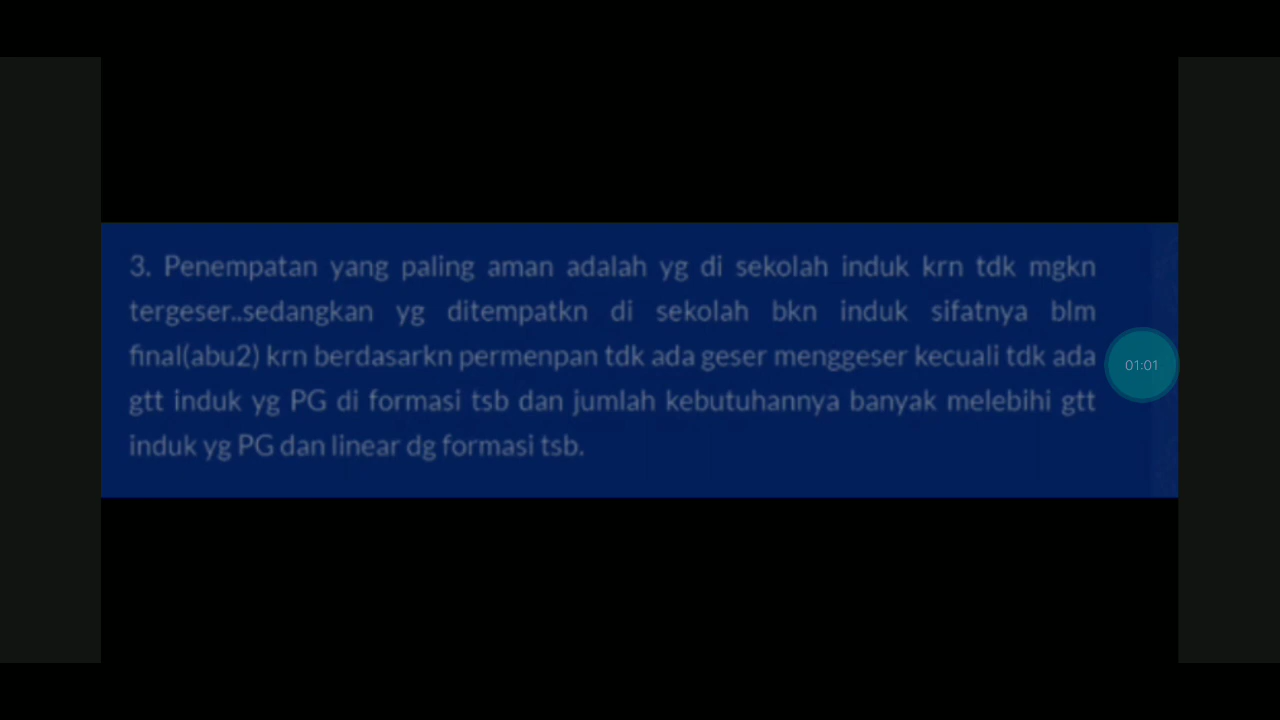 3. Penempatan yang paling aman adalah yg di sekolah induk krn tdk mgkn
tergeser..sedangkan yg ditempatkn di sekolah bkn induk sifatnya blm
final(abu2) krn berdasarkn permenpan tdk ada geser menggeser kecuali tdk ada
gtt induk yg PG di formasi tsb dan jumlah kebutuhannya banyak melebihi gtt
induk yg PG dan linear dg formasi tsb.
01:01